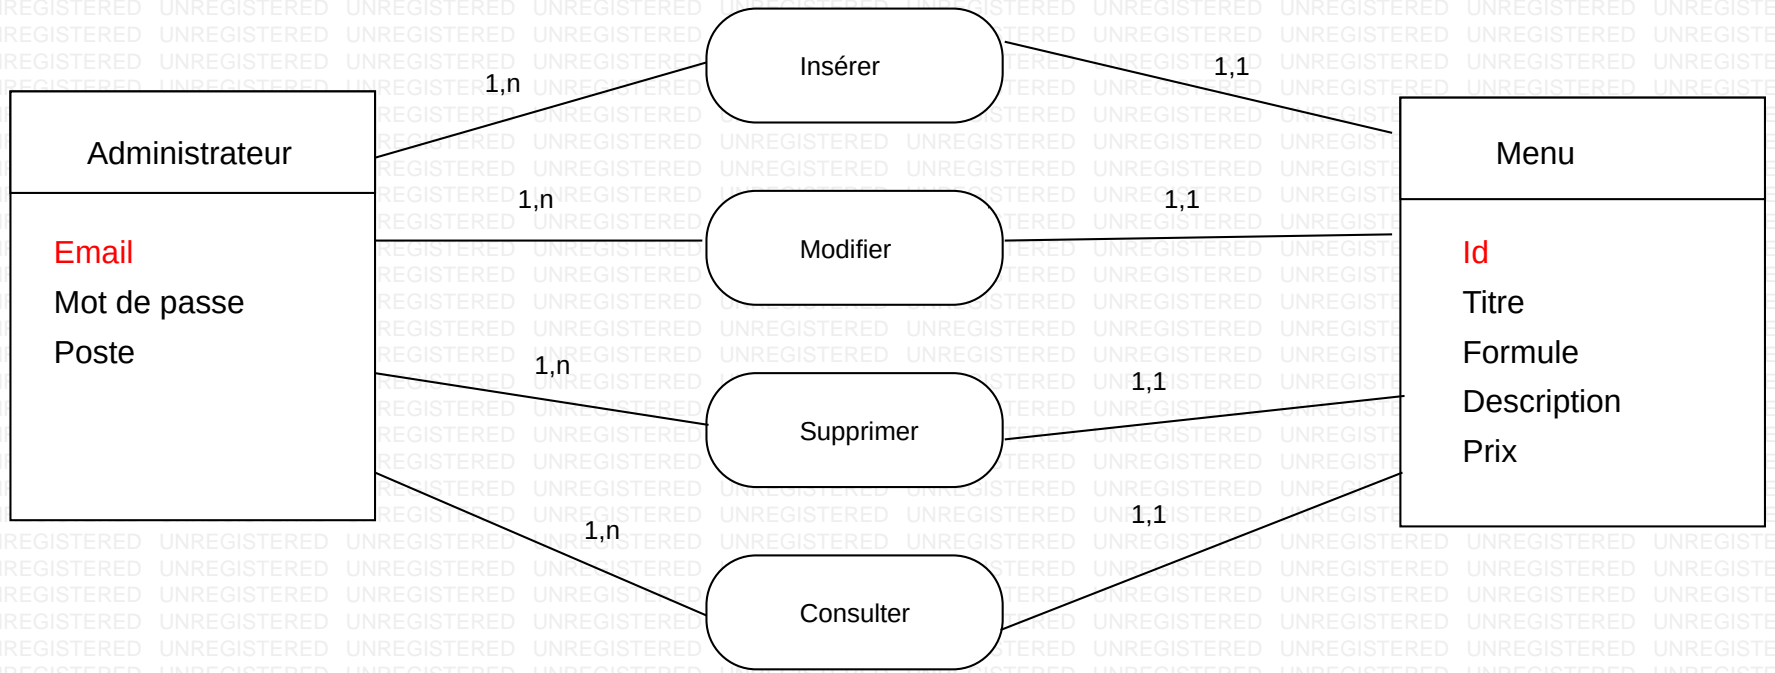 Insérer
1,n
1,1
Administrateur
Menu
1,n
1,1
Modifier
Email
Mot de passe
Poste
Id
Titre
Formule
Description
Prix
1,n
1,1
Supprimer
1,n
1,1
Consulter
UNREGISTERED